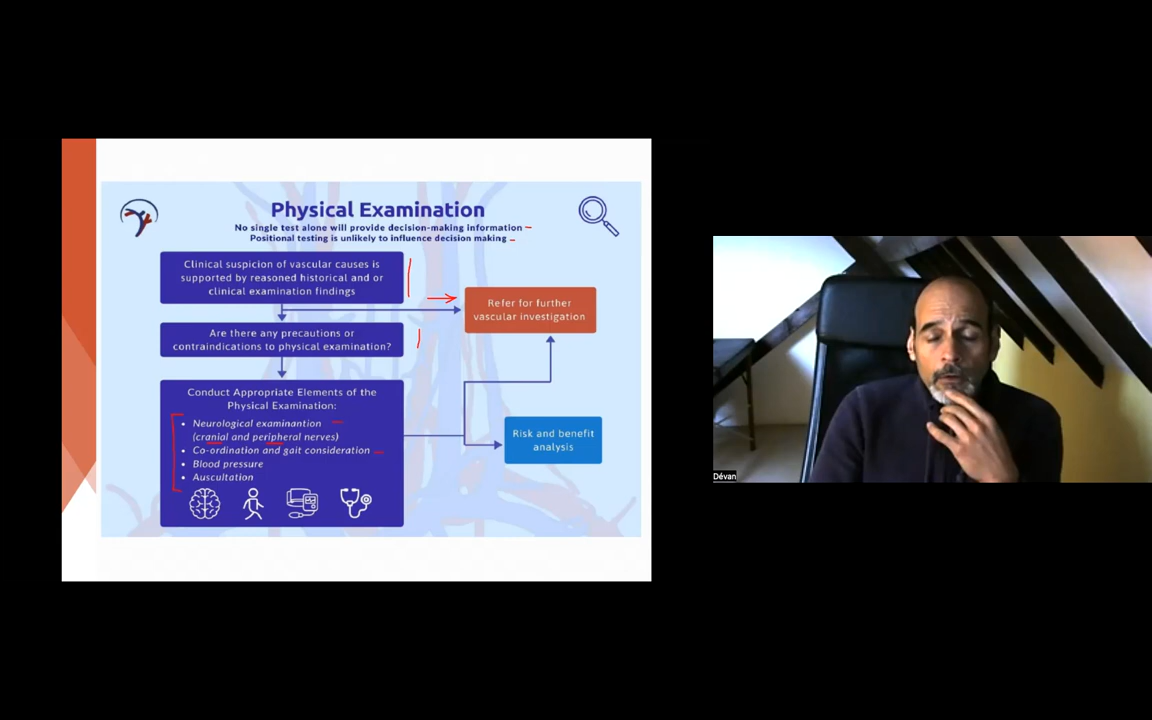 Physical Examination
No single test alone will provide decision-making information
Positional testing is unlikely to influence decision making
Clinical suspicion of vascular causes is
supported by reasoned historical and or
clinical examination findings
Refer for further
vascular investigation
Are there any precautions or
contraindications to physical examination?
Conduct Appropriate Elements of the
Physical Examination:
• Neurological examinantion
(cranial and peripheral nerves)
• Co-ordination and gait consideration
• Blood pressure
• Auscultation
Risk and benefit
analysis
Dévan